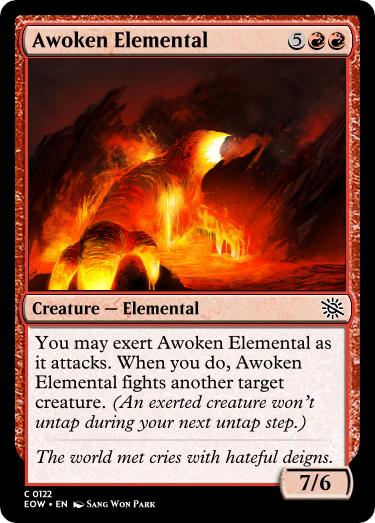 Awoken Elemental 5
Creature — Elemental
You may exert Awoken Elemental as
it attacks. When you do, Awoken
Elemental fights another target
creature. (An exerted creature won't
untap during your next untap step.)
The world met cries with hateful deigns.
7/6
C 0122
EOW • EN SANG WON PARK